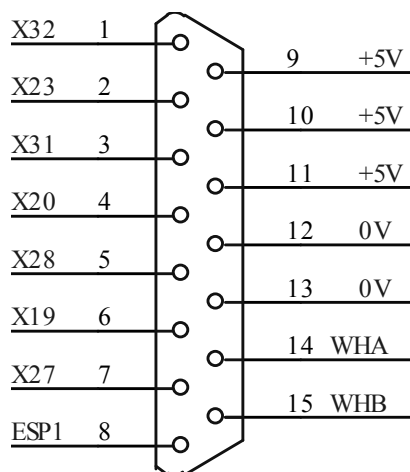 X32 1
9 +5V
X23 2
10 +5V
X31 3
11 +5V
X20 4
12 0V
X28 5
13 0V
X19 6
14 WHA
X27 7
15 WHB
ESP1 8